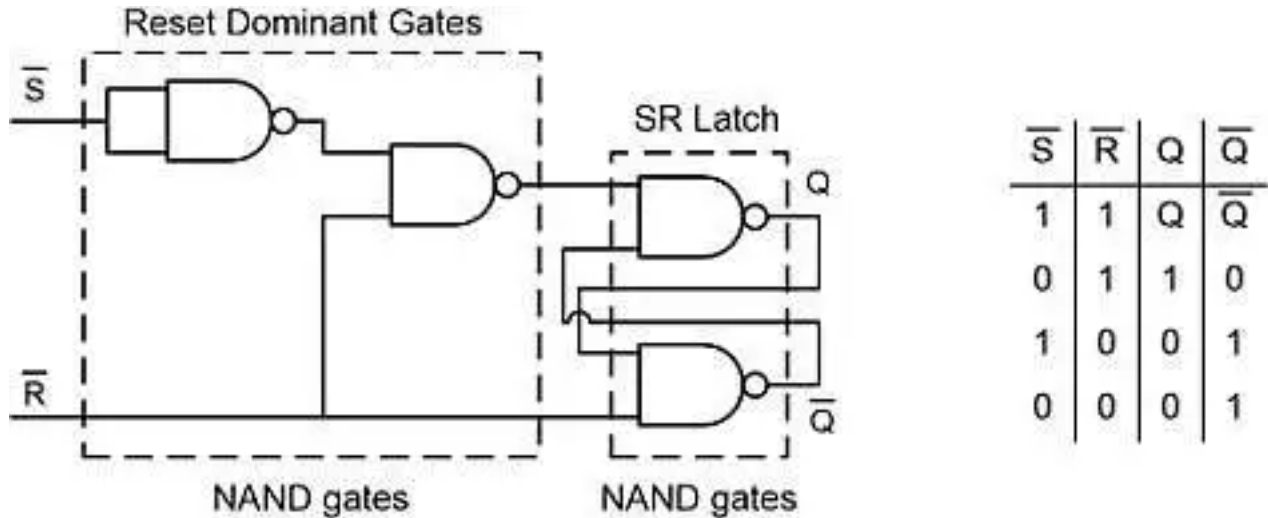 Reset Dominant Gates
S̅
SR Latch
Q
R̅
Q̅
NAND gates
NAND gates
S̅ R̅ Q Q̅
1 1 Q Q̅
0 1 1 0
1 0 0 1
0 0 0 1